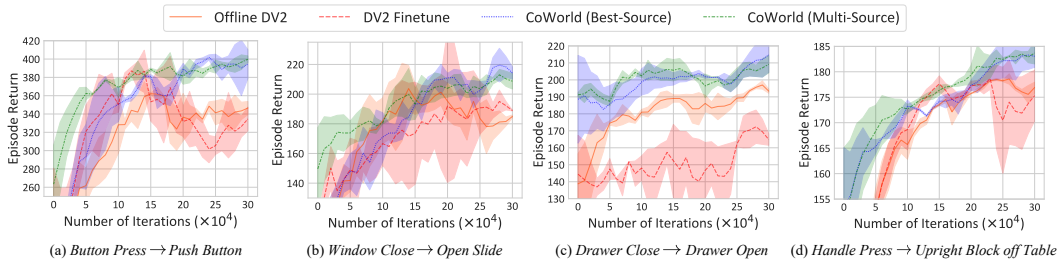 Offline DV2 DV2 Finetune CoWorld (Best-Source) CoWorld (Multi-Source)
Episode Return
420
400
380
360
340
320
300
280
260
0 5 10 15 20 25 30
Number of Iterations (×10⁴)
(a) Button Press → Push Button
Episode Return
220
200
180
160
140
0 5 10 15 20 25 30
Number of Iterations (×10⁴)
(b) Window Close → Open Slide
Episode Return
220
210
200
190
180
170
160
150
140
130
0 5 10 15 20 25 30
Number of Iterations (×10⁴)
(c) Drawer Close → Drawer Open
Episode Return
185
180
175
170
165
160
155
0 5 10 15 20 25 30
Number of Iterations (×10⁴)
(d) Handle Press → Upright Block off Table